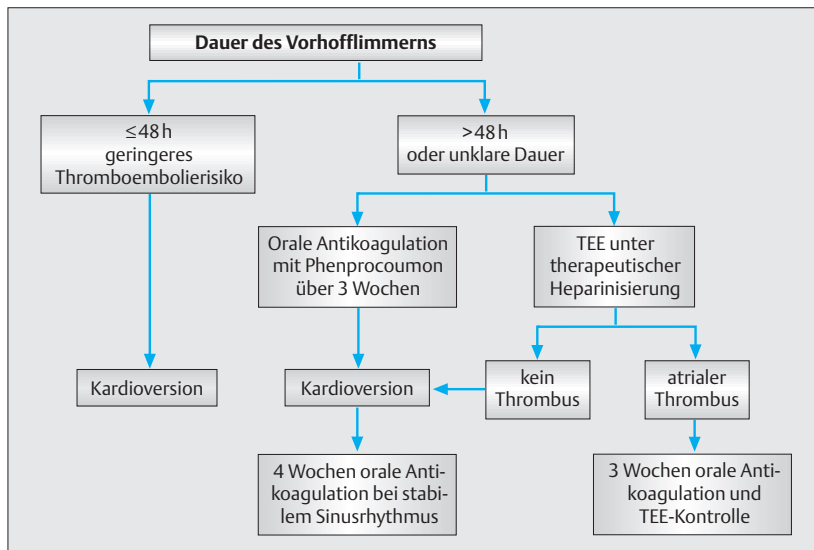 Dauer des Vorhofflimmerns
≤48 h
geringeres
Thromboembolierisiko
>48 h
oder unklare Dauer
Orale Antikoagulation
mit Phenprocoumon
über 3 Wochen
TEE unter
therapeutischer
Heparinisierung
Kardioversion
Kardioversion
kein
Thrombus
atrialer
Thrombus
4 Wochen orale Anti-
koagulation bei stabi-
lem Sinusrhythmus
3 Wochen orale Anti-
koagulation und
TEE-Kontrolle